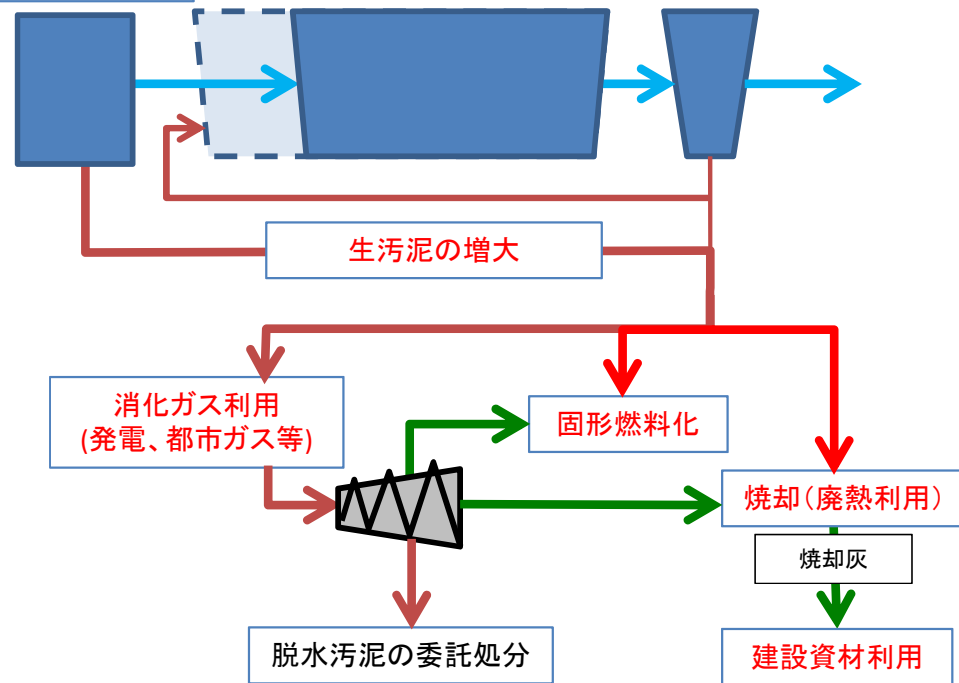 生汚泥の増大
消化ガス利用
(発電、都市ガス等)
固形燃料化
焼却(廃熱利用)
焼却灰
脱水汚泥の委託処分
建設資材利用